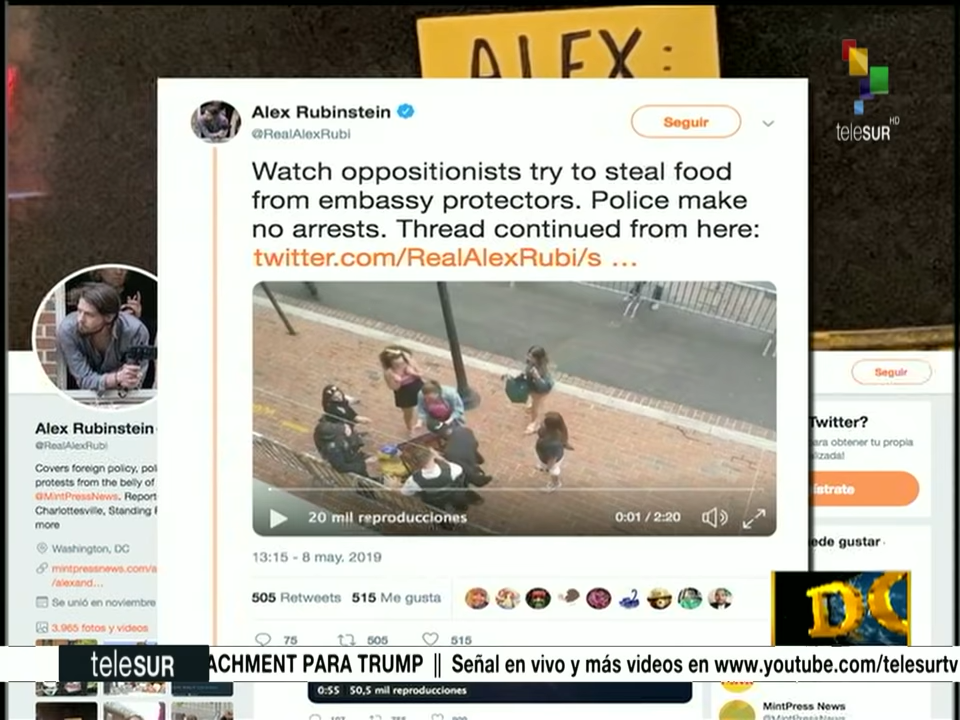 ALEX:
teleSUR HD
Alex Rubinstein
@RealAlexRubi
Seguir
Watch oppositionists try to steal food
from embassy protectors. Police make
no arrests. Thread continued from here:
twitter.com/RealAlexRubi/s ...
20 mil reproducciones
0:01 / 2:20
13:15 - 8 may. 2019
505 Retweets 515 Me gusta
75 505 515
Alex Rubinstein
@RealAlexRubi
Covers foreign policy, pol
protests from the belly of
@MintPressNews. Report
Charlottesville, Standing
more
Washington, DC
mintpressnews.com/a
/alexand...
Se unió en noviembre
3.965 fotos y videos
Seguir
Twitter?
para obtener tu propia
alizada!
ístrate
ede gustar
DC
teleSUR
ACHMENT PARA TRUMP || Señal en vivo y más videos en www.youtube.com/telesurtv
0:55 50,5 mil reproducciones
MintPress News
@MintPressNews